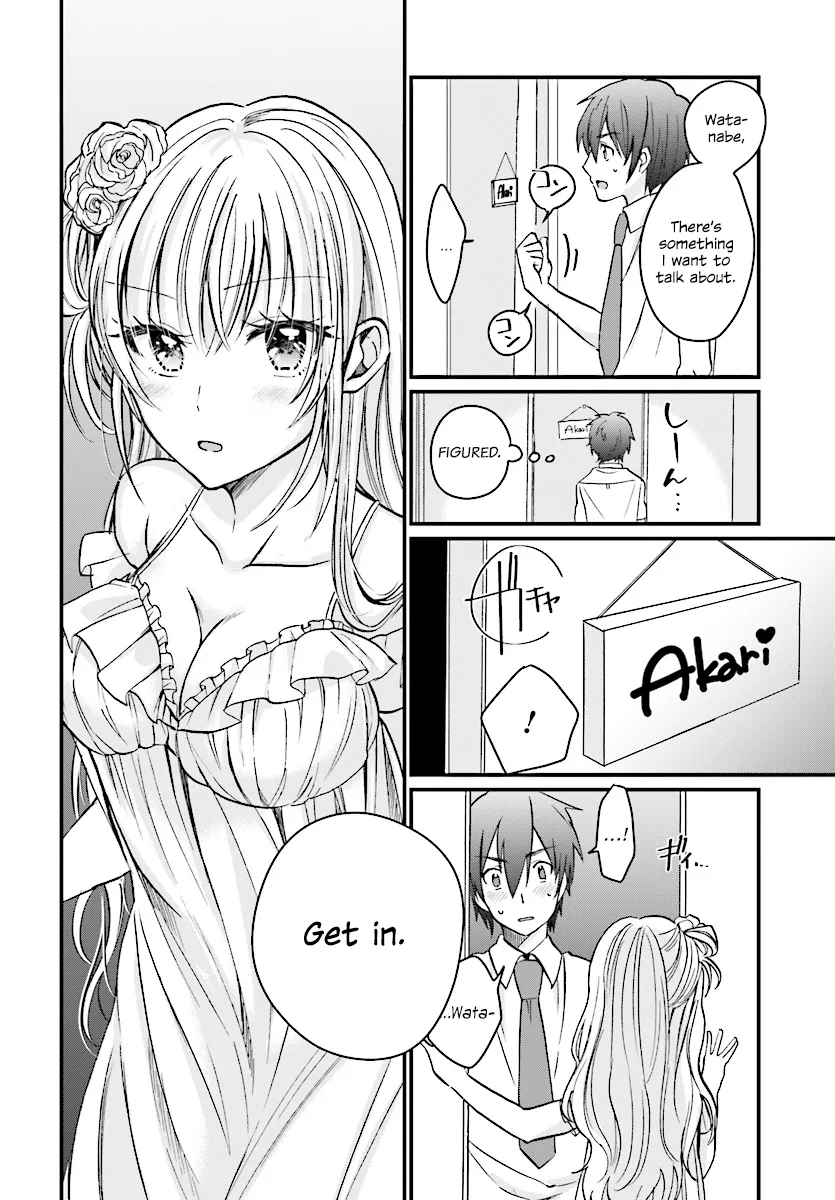 Wata-
nabe,
There's
something
I want to
talk about.
コン
コン
Akari
...
Akari
FIGURED.
しーん...
ガチャ
Akari
!
...!
ギィ...
...Wata-
Get in.